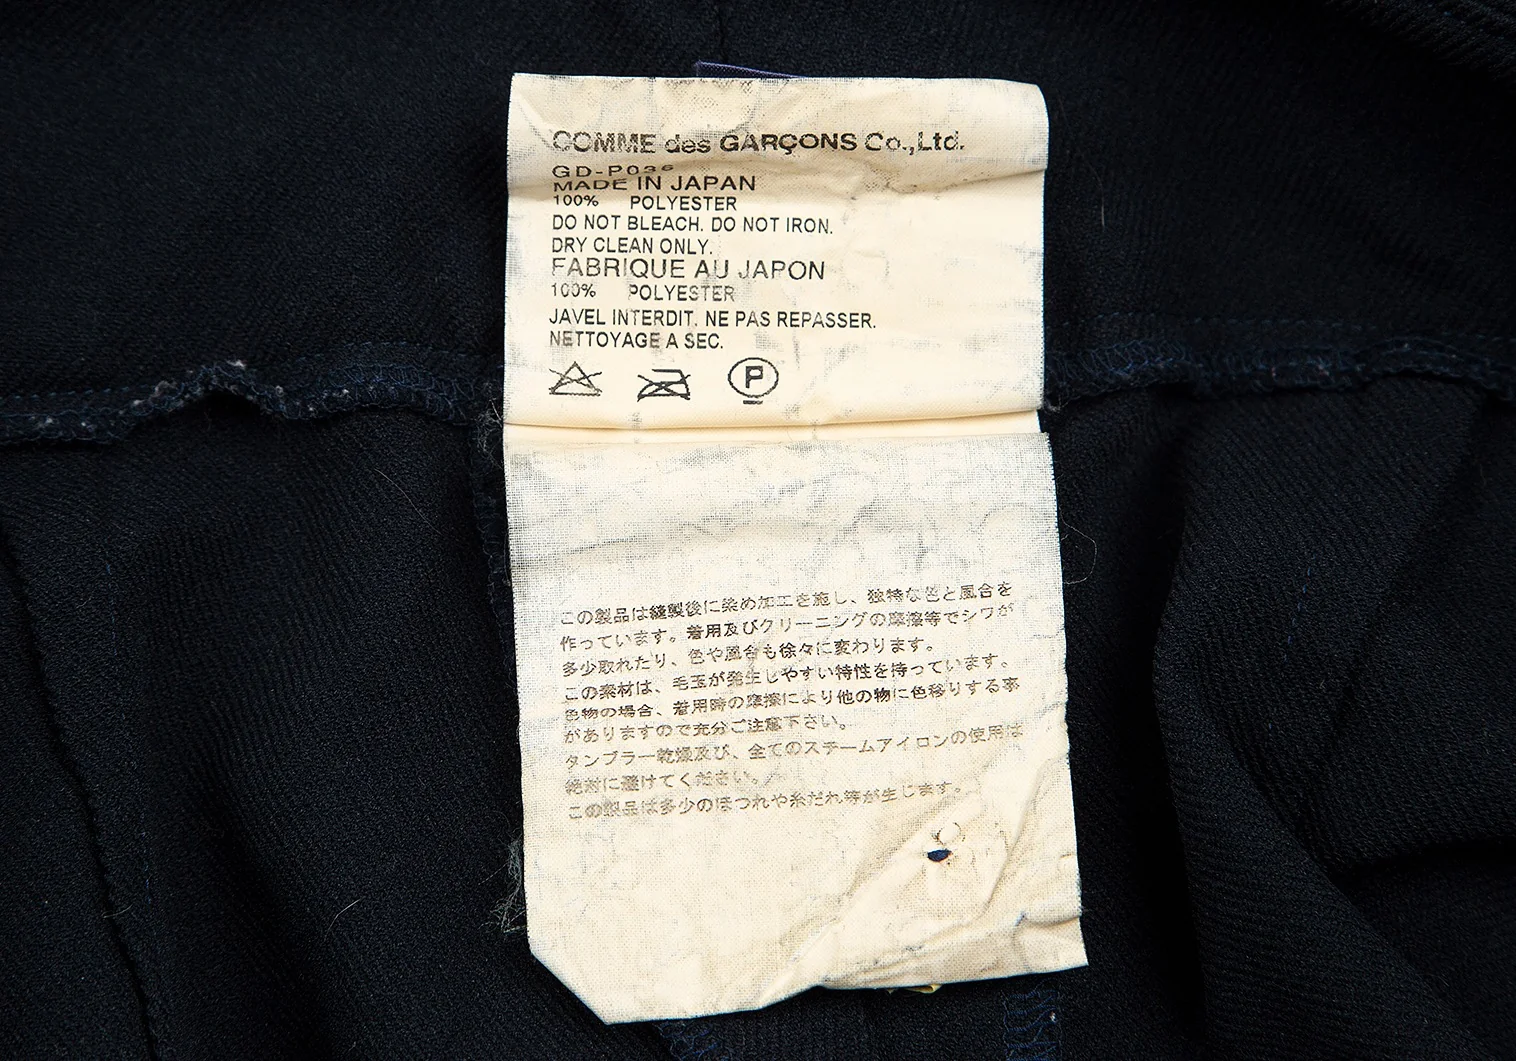 COMME des GARÇONS Co.,Ltd.
GD-P036
MADE IN JAPAN
100% POLYESTER
DO NOT BLEACH. DO NOT IRON.
DRY CLEAN ONLY.
FABRIQUE AU JAPON
100% POLYESTER
JAVEL INTERDIT. NE PAS REPASSER.
NETTOYAGE A SEC.
P
この製品は縫製後に染め加工を施し、独特な色と風合を
作っています。着用及びクリーニングの摩擦等でシワが
多少取れたり、色や風合も徐々に変わります。
この素材は、毛玉が発生しやすい特性を持っています。
色物の場合、着用時の摩擦により他の物に色移りする事
がありますので充分ご注意下さい。
タンブラー乾燥及び、全てのスチームアイロンの使用は
絶対に避けてください。
この製品は多少のほつれや糸だれ等が生じます。